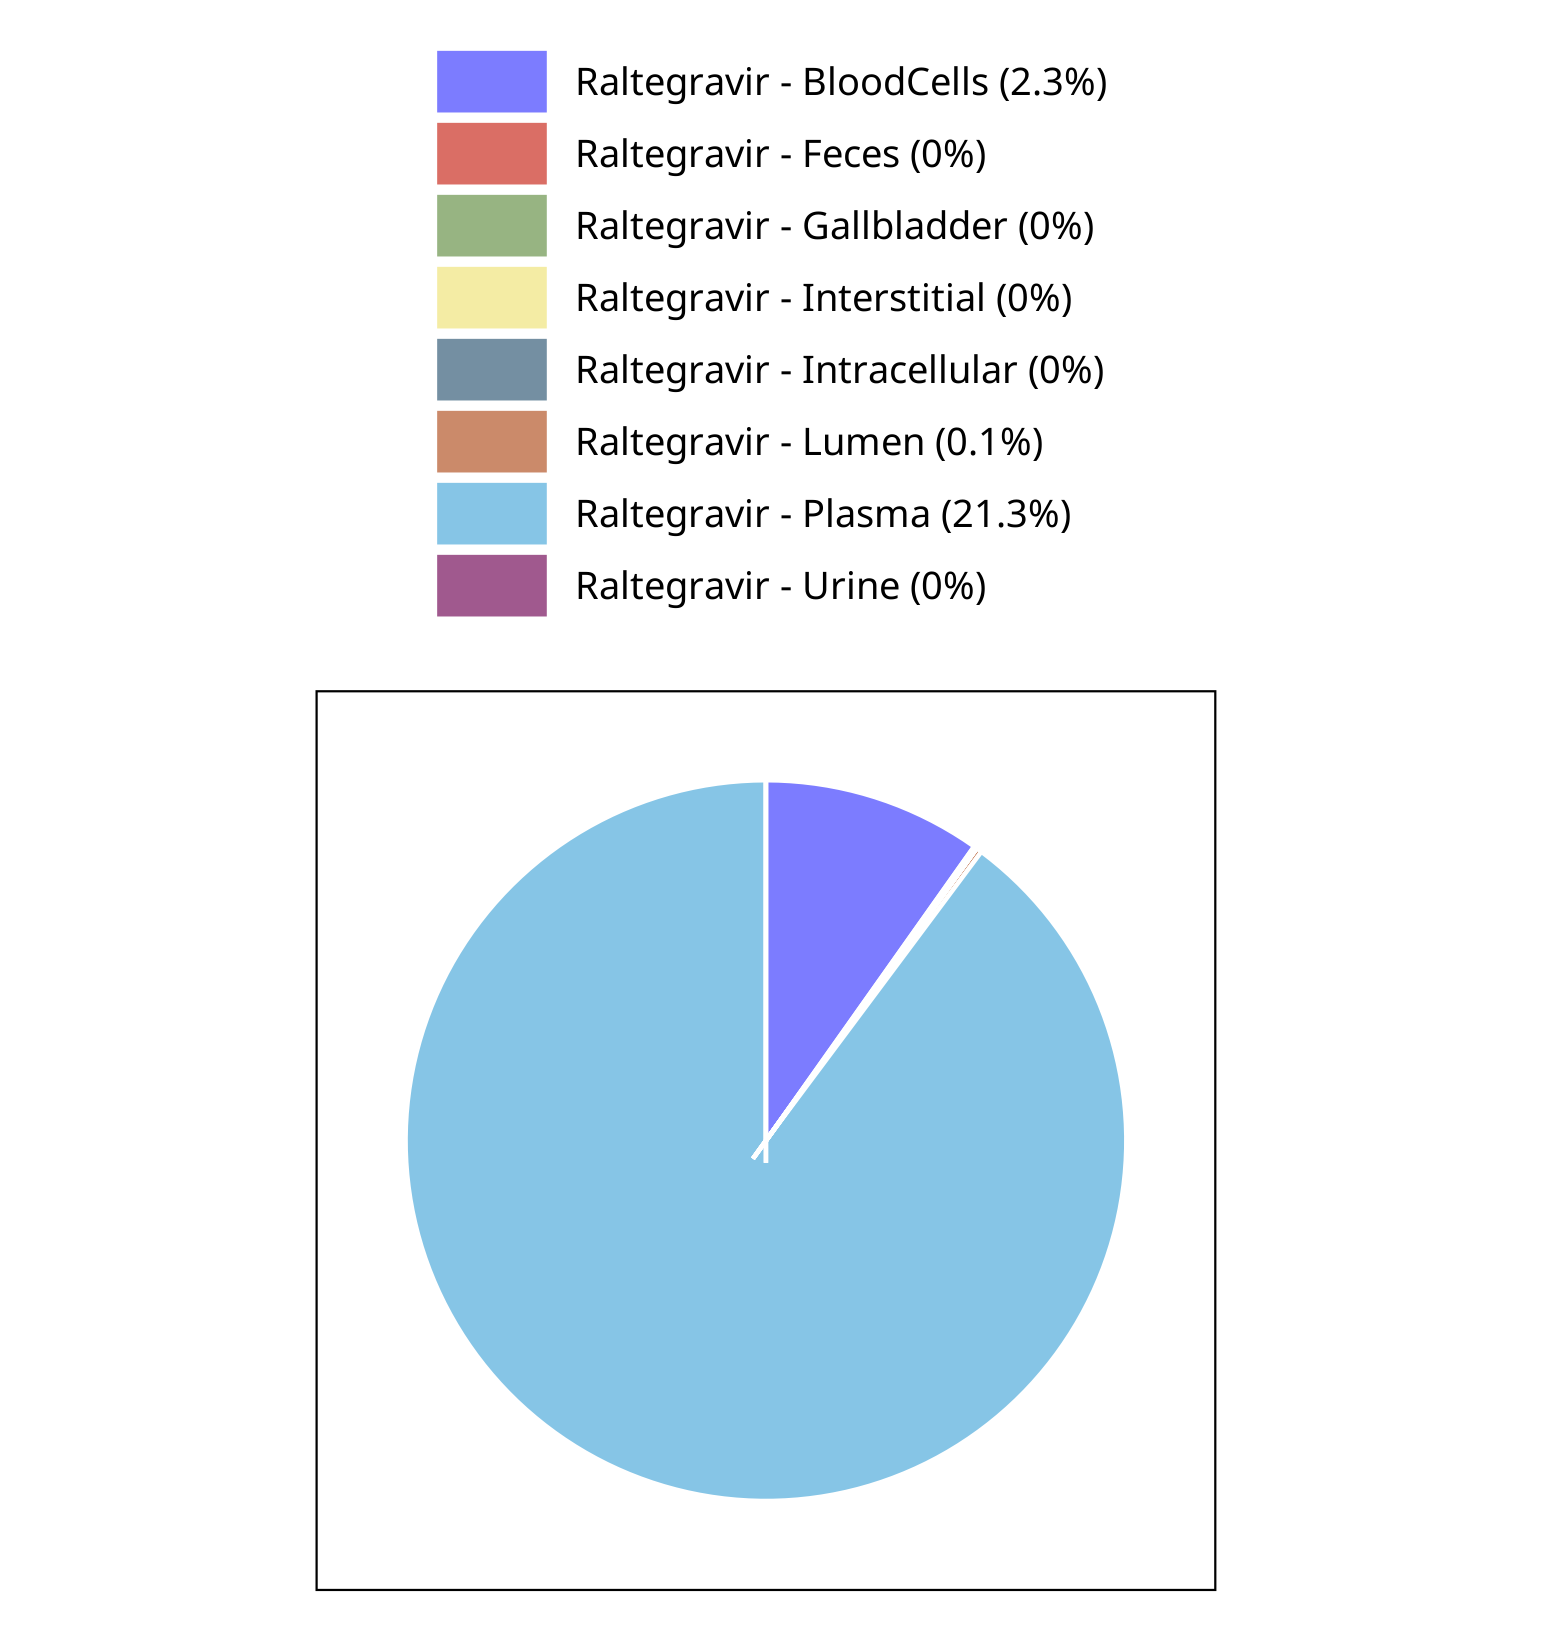 Raltegravir - BloodCells (2.3%)
Raltegravir - Feces (0%)
Raltegravir - Gallbladder (0%)
Raltegravir - Interstitial (0%)
Raltegravir - Intracellular (0%)
Raltegravir - Lumen (0.1%)
Raltegravir - Plasma (21.3%)
Raltegravir - Urine (0%)